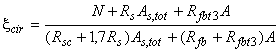 ξ_cir = (N + R_s A_s,tot + R_fbt3 A) / ((R_sc + 1,7R_s) A_s,tot + (R_fb + R_fbt3) A)